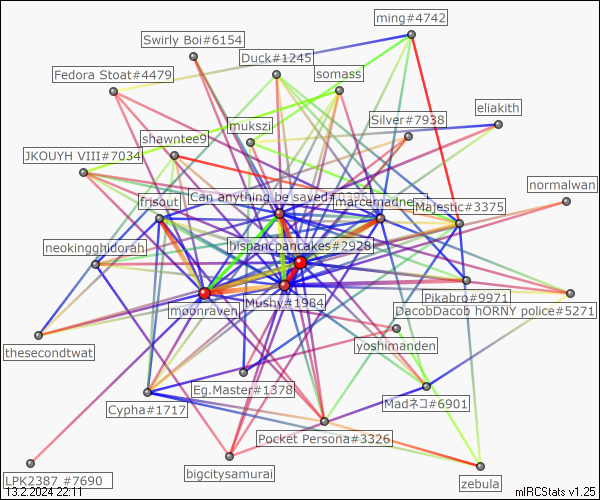 ming#4742
Swirly Boi#6154
Duck#1245
Fedora Stoat#4479
somass
eliakith
Silver#7938
mukszi
shawntee9
JKOUYH VIII#7034
normalwan
Can anything be saved#0395
frisout
Majestic#3375
hispancpancakes#2928
neokingghidorah
Pikabro#9971
Mushy#1984
moonraven
DacobDacob hORNY police#5271
thesecondtwat
yoshimanden
Eg.Master#1378
Madネコ#6901
Cypha#1717
Pocket Persona#3326
bigcitysamurai
LPK2387 #7690
zebula
13.2.2024 22:11
mIRCStats v1.25